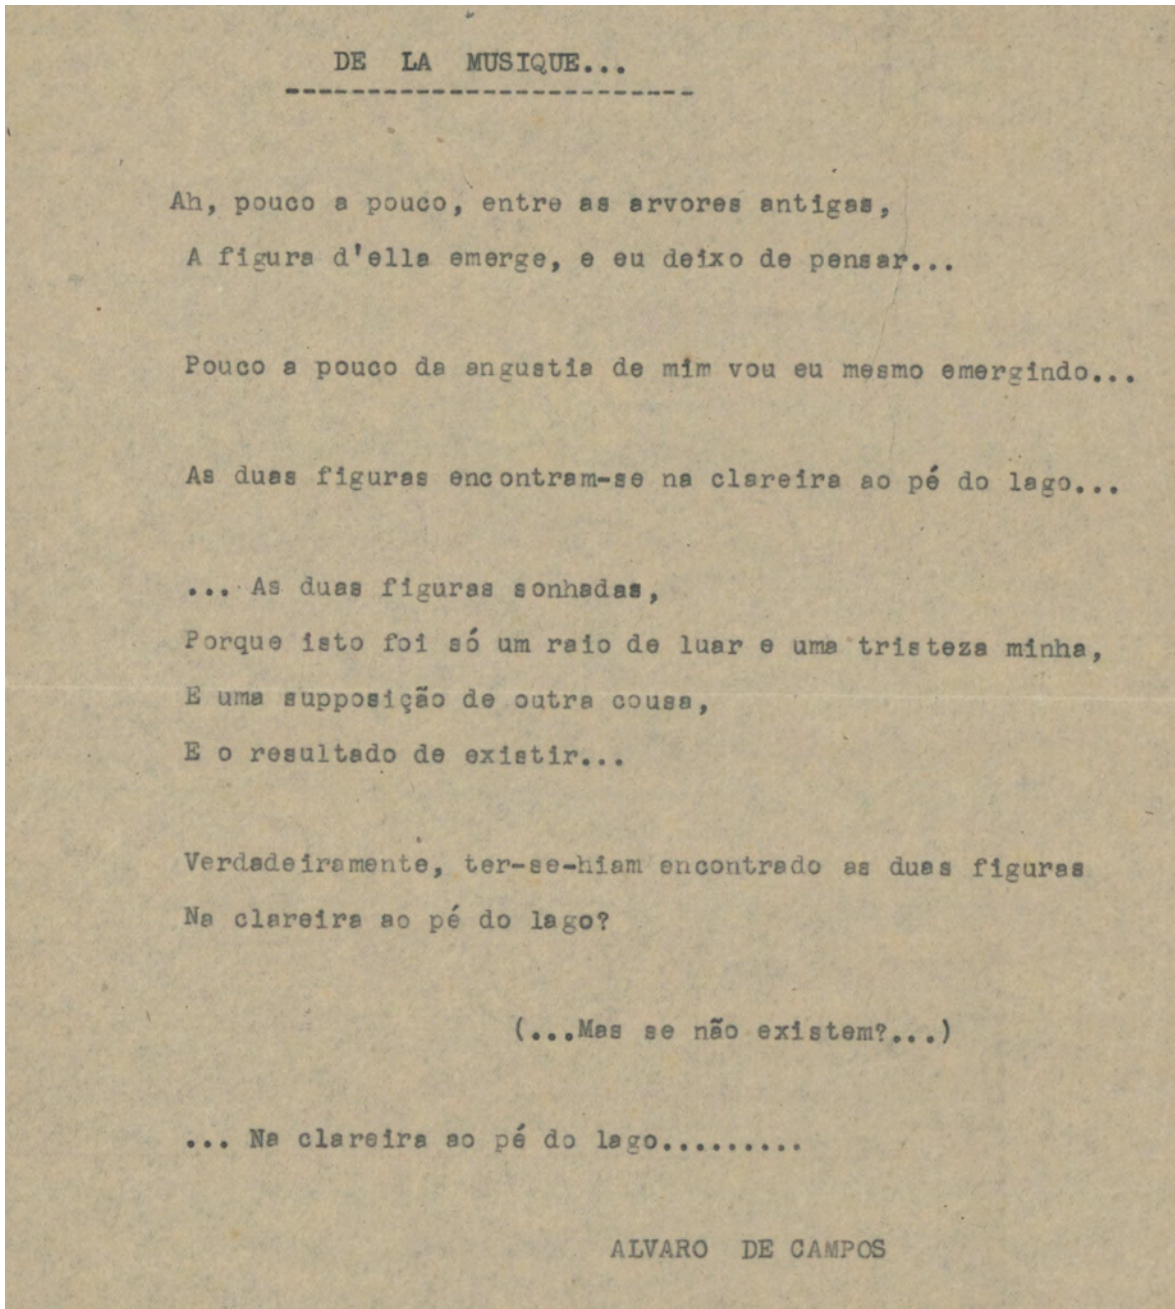 DE LA MUSIQUE...
Ah, pouco a pouco, entre as arvores antigas,
A figura d'ella emerge, e eu deixo de pensar...
Pouco a pouco da angustia de mim vou eu mesmo emergindo...
As duas figuras encontram-se na clareira ao pé do lago...
... As duas figuras sonhadas,
Porque isto foi só um raio de luar e uma tristeza minha,
E uma supposição de outra cousa,
E o resultado de existir...
Verdadeiramente, ter-se-hiam encontrado as duas figuras
Na clareira ao pé do lago?
(...Mas se não existem?...)
... Na clareira ao pé do lago.........
ALVARO DE CAMPOS